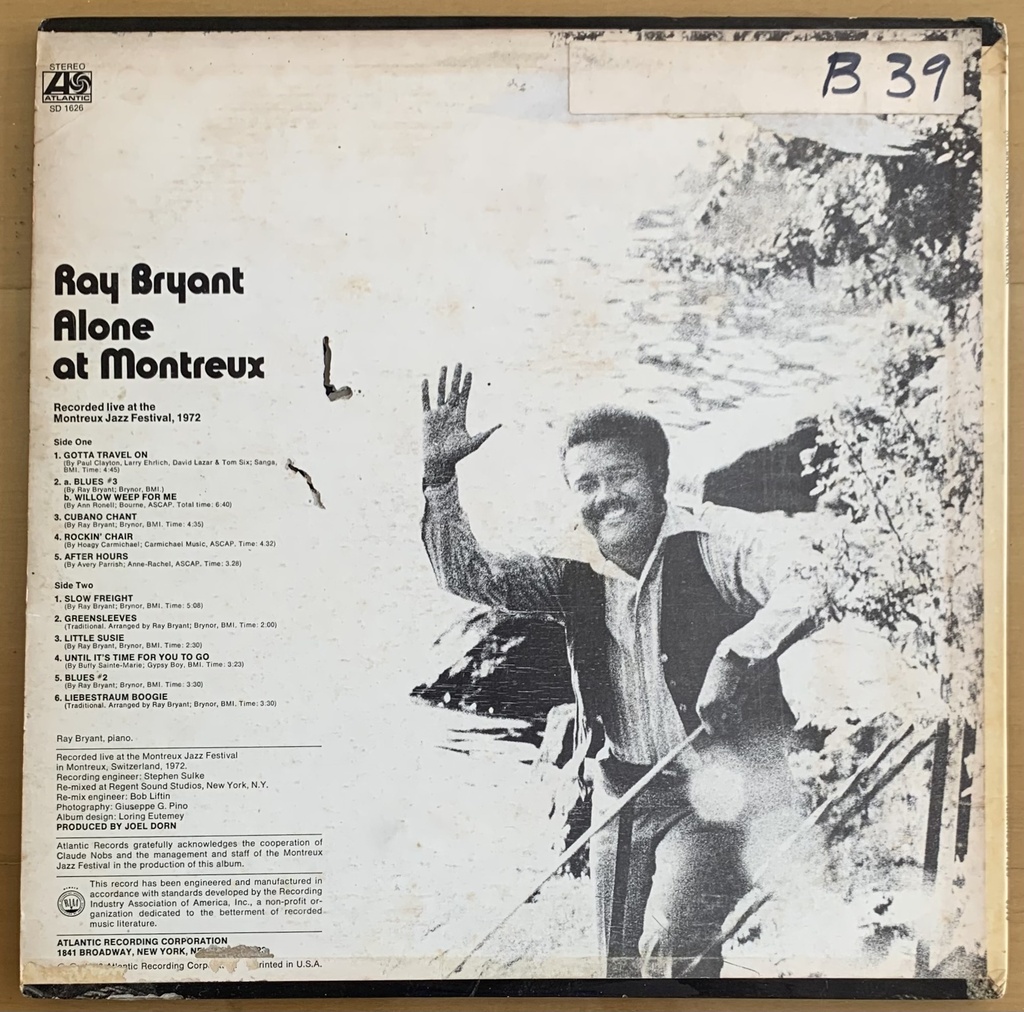 B 39
STEREO
ATLANTIC
SD 1626
Ray Bryant
Alone
at Montreux
Recorded live at the
Montreux Jazz Festival, 1972
Side One
1. GOTTA TRAVEL ON
(By Paul Clayton, Larry Ehrlich, David Lazar & Tom Six; Sanga,
BMI. Time: 4:45)
2. a. BLUES #3
(By Ray Bryant; Brynor, BMI.)
b. WILLOW WEEP FOR ME
(By Ann Ronell; Bourne, ASCAP. Total time: 6:40)
3. CUBANO CHANT
(By Ray Bryant; Brynor, BMI. Time: 4:35)
4. ROCKIN' CHAIR
(By Hoagy Carmichael; Carmichael Music, ASCAP. Time: 4:32)
5. AFTER HOURS
(By Avery Parrish; Anne-Rachel, ASCAP. Time: 3:28)
Side Two
1. SLOW FREIGHT
(By Ray Bryant; Brynor, BMI. Time: 5:08)
2. GREENSLEEVES
(Traditional. Arranged by Ray Bryant; Brynor, BMI. Time: 2:00)
3. LITTLE SUSIE
(By Ray Bryant, Brynor, BMI. Time: 2:30)
4. UNTIL IT'S TIME FOR YOU TO GO
(By Buffy Sainte-Marie; Gypsy Boy, BMI. Time: 3:23)
5. BLUES #2
(By Ray Bryant; Brynor, BMI. Time: 3:30)
6. LIEBESTRAUM BOOGIE
(Traditional. Arranged by Ray Bryant; Brynor, BMI. Time: 3:30)
Ray Bryant, piano.
Recorded live at the Montreux Jazz Festival
in Montreux, Switzerland, 1972.
Recording engineer: Stephen Sulke
Re-mixed at Regent Sound Studios, New York, N.Y.
Re-mix engineer: Bob Liftin
Photography: Giuseppe G. Pino
Album design: Loring Eutemey
PRODUCED BY JOEL DORN
Atlantic Records gratefully acknowledges the cooperation of
Claude Nobs and the management and staff of the Montreux
Jazz Festival in the production of this album.
This record has been engineered and manufactured in
accordance with standards developed by the Recording
Industry Association of America, Inc., a non-profit or-
ganization dedicated to the betterment of recorded
music literature.
RIAA
ATLANTIC RECORDING CORPORATION
1841 BROADWAY, NEW YORK,
Atlantic Recording Printed in U.S.A.